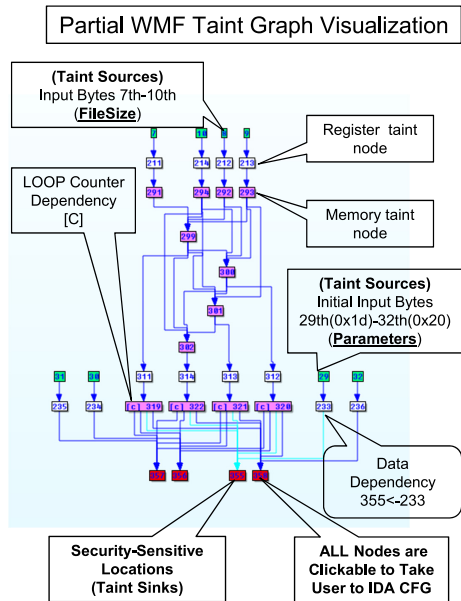 Partial WMF Taint Graph Visualization
(Taint Sources)
Input Bytes 7th-10th
(FileSize)
7 10 8 9
Register taint
node
211 214 212 213
LOOP Counter
Dependency
[C]
291 294 292 293
Memory taint
node
299
300
301
(Taint Sources)
Initial Input Bytes
29th(0x1d)-32th(0x20)
(Parameters)
302
31 30 311 314 313 312 29 32
235 234 [c] 319 [c] 322 [c] 321 [c] 320 233 236
Data
Dependency
355<-233
356 355
Security-Sensitive
Locations
(Taint Sinks)
ALL Nodes are
Clickable to Take
User to IDA CFG